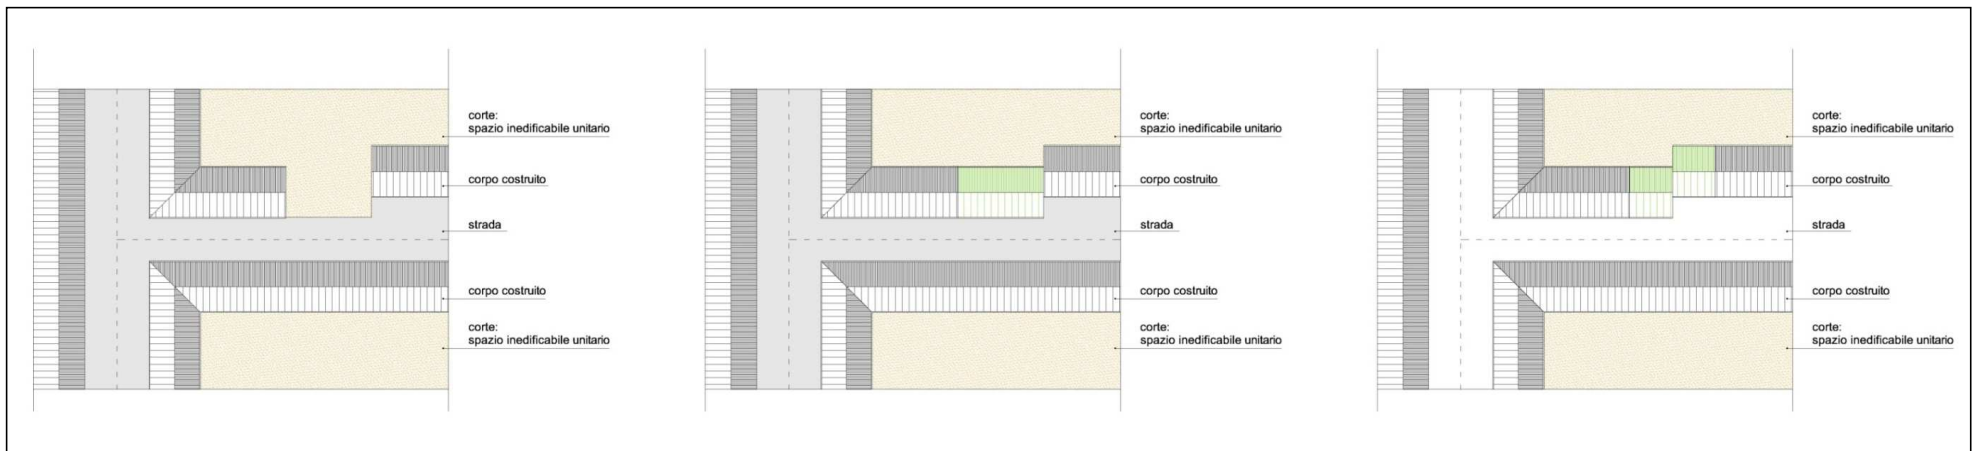 corte:
spazio inedificabile unitario
corpo costruito
strada
corpo costruito
corte:
spazio inedificabile unitario
corte:
spazio inedificabile unitario
corpo costruito
strada
corpo costruito
corte:
spazio inedificabile unitario
corte:
spazio inedificabile unitario
corpo costruito
strada
corpo costruito
corte:
spazio inedificabile unitario